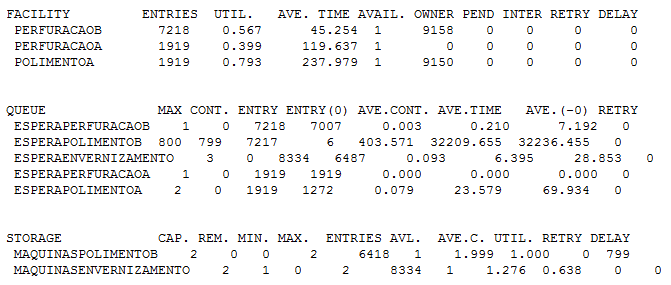 FACILITY ENTRIES UTIL. AVE. TIME AVAIL. OWNER PEND INTER RETRY DELAY
PERFURACAOB 7218 0.567 45.254 1 9158 0 0 0 0
PERFURACAOA 1919 0.399 119.637 1 0 0 0 0 0
POLIMENTOA 1919 0.793 237.979 1 9150 0 0 0 0
QUEUE MAX CONT. ENTRY ENTRY(0) AVE.CONT. AVE.TIME AVE.(-0) RETRY
ESPERAPERFURACAOB 1 0 7218 7007 0.003 0.210 7.192 0
ESPERAPOLIMENTOB 800 799 7217 6 403.571 32209.655 32236.455 0
ESPERAENVERNIZAMENTO 3 0 8334 6487 0.093 6.395 28.853 0
ESPERAPERFURACAOA 1 0 1919 1919 0.000 0.000 0.000 0
ESPERAPOLIMENTOA 2 0 1919 1272 0.079 23.579 69.934 0
STORAGE CAP. REM. MIN. MAX. ENTRIES AVL. AVE.C. UTIL. RETRY DELAY
MAQUINASPOLIMENTOB 2 0 0 2 6418 1 1.999 1.000 0 799
MAQUINASENVERNIZAMENTO 2 1 0 2 8334 1 1.276 0.638 0 0